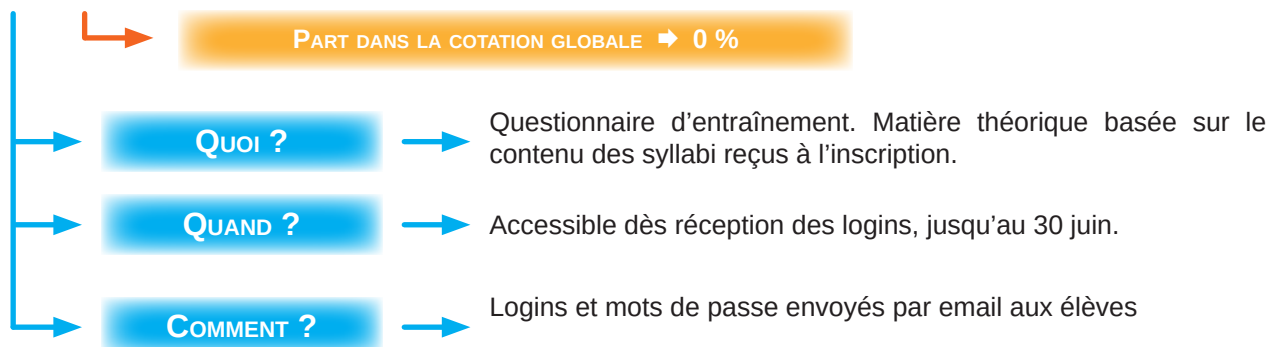 Part dans la cotation globale ➡ 0 %
Quoi ?
Questionnaire d’entraînement. Matière théorique basée sur le
contenu des syllabi reçus à l’inscription.
Quand ?
Accessible dès réception des logins, jusqu’au 30 juin.
Comment ?
Logins et mots de passe envoyés par email aux élèves